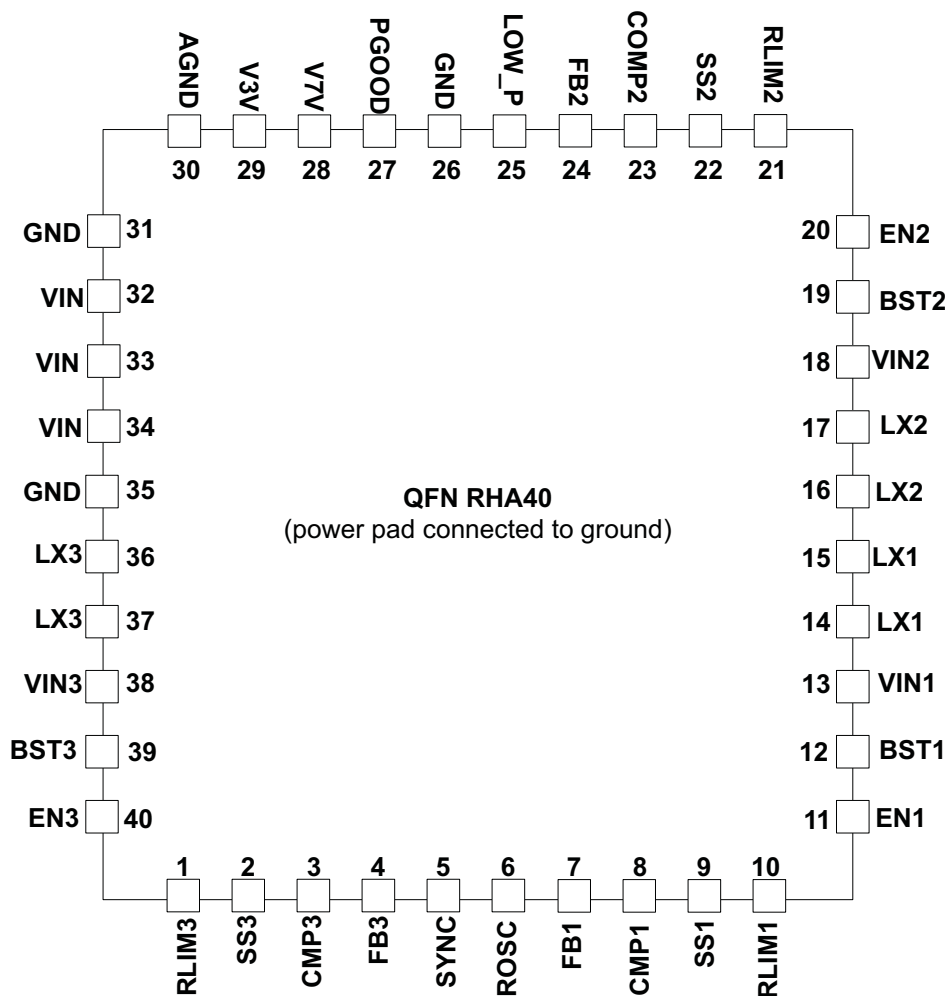 AGND
V3V
V7V
PGOOD
GND
LOW_P
FB2
COMP2
SS2
RLIM2
30
29
28
27
26
25
24
23
22
21
GND 31
VIN 32
VIN 33
VIN 34
GND 35
LX3 36
LX3 37
VIN3 38
BST3 39
EN3 40
QFN RHA40
(power pad connected to ground)
20 EN2
19 BST2
18 VIN2
17 LX2
16 LX2
15 LX1
14 LX1
13 VIN1
12 BST1
11 EN1
1
2
3
4
5
6
7
8
9
10
RLIM3
SS3
CMP3
FB3
SYNC
ROSC
FB1
CMP1
SS1
RLIM1